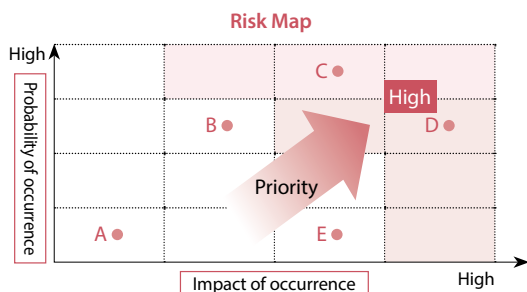 Risk Map
High
Probability of occurrence
C
High
B
D
Priority
A
E
Impact of occurrence
High